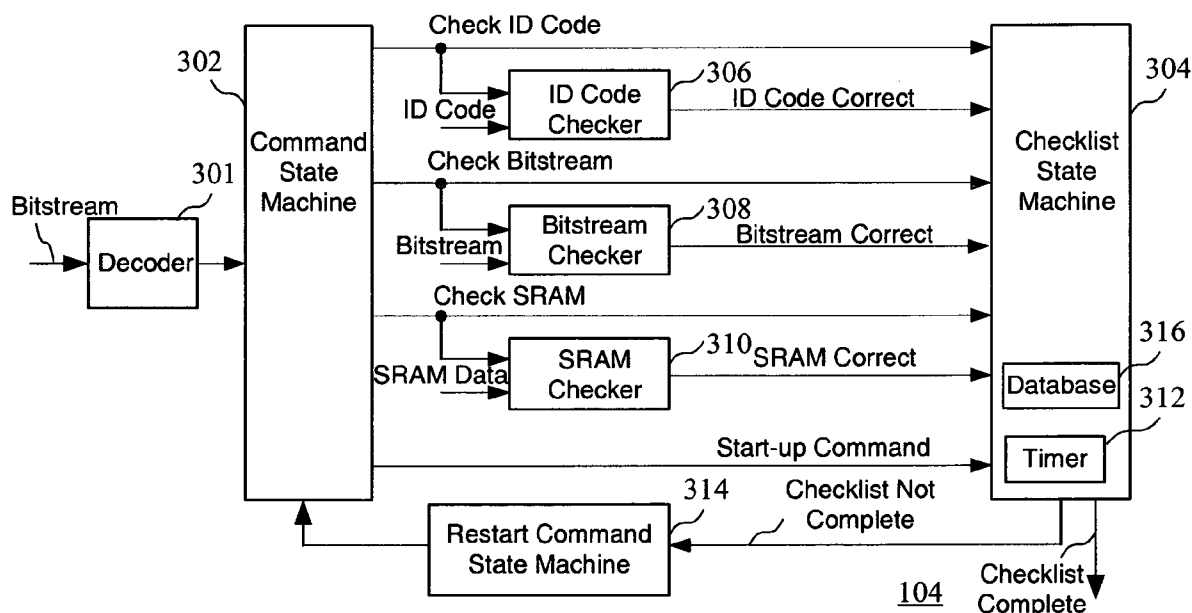 Check ID Code
302
306
304
ID Code
ID Code
Checker
ID Code Correct
Command
State
Machine
Check Bitstream
Checklist
State
Machine
301
Bitstream
Decoder
308
Bitstream
Bitstream
Checker
Bitstream Correct
Check SRAM
310
SRAM Data
SRAM
Checker
SRAM Correct
316
Database
312
Start-up Command
Timer
314
Restart Command
State Machine
Checklist Not
Complete
104
Checklist
Complete